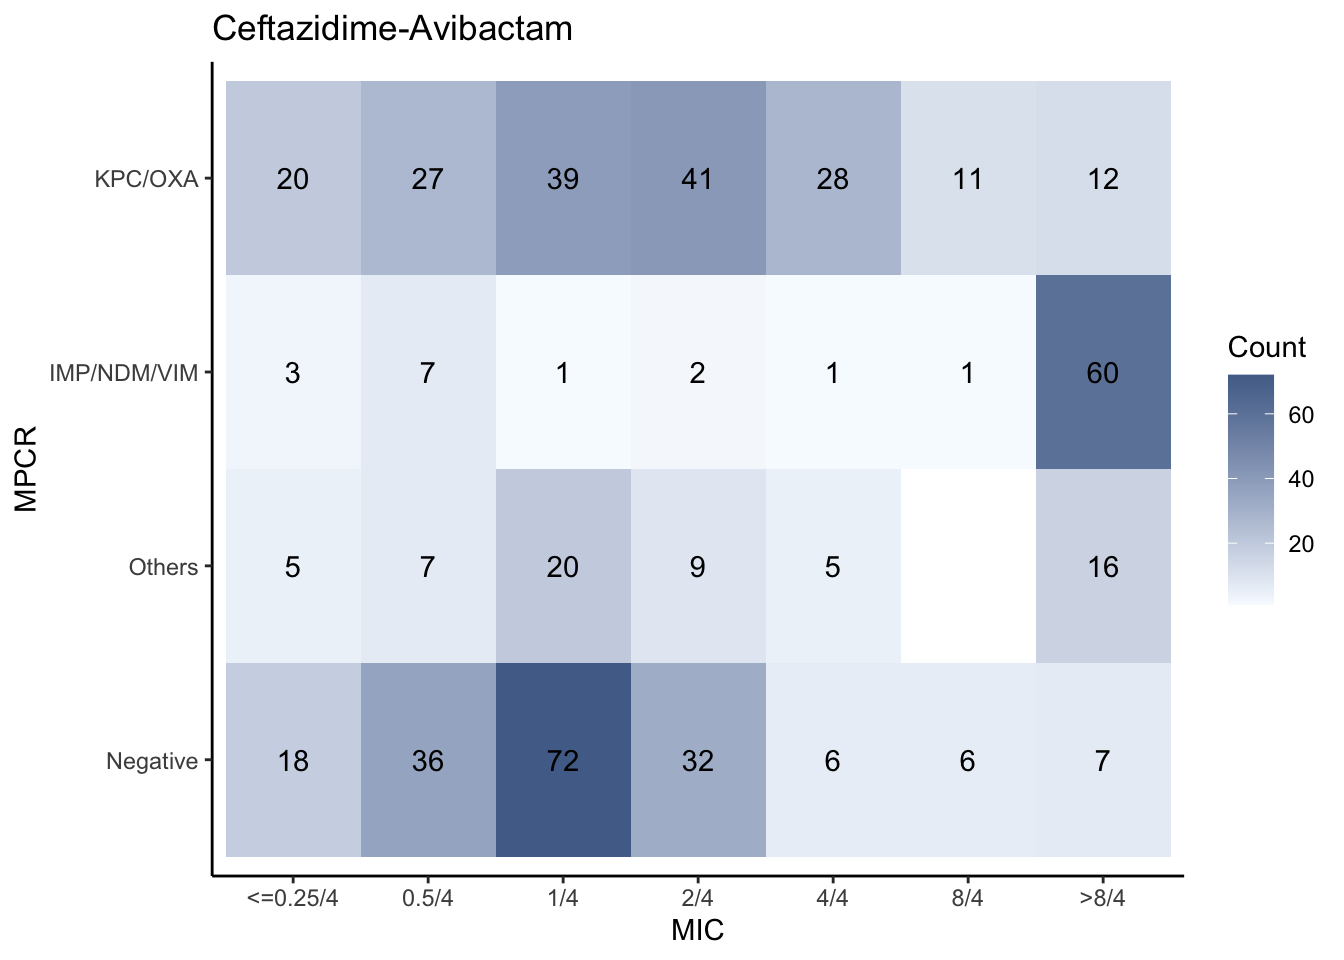 Ceftazidime-Avibactam
KPC/OXA 20 27 39 41 28 11 12
IMP/NDM/VIM 3 7 1 2 1 1 60
Others 5 7 20 9 5 16
Negative 18 36 72 32 6 6 7
<=0.25/4 0.5/4 1/4 2/4 4/4 8/4 >8/4
MIC
MPCR
Count
60
40
20